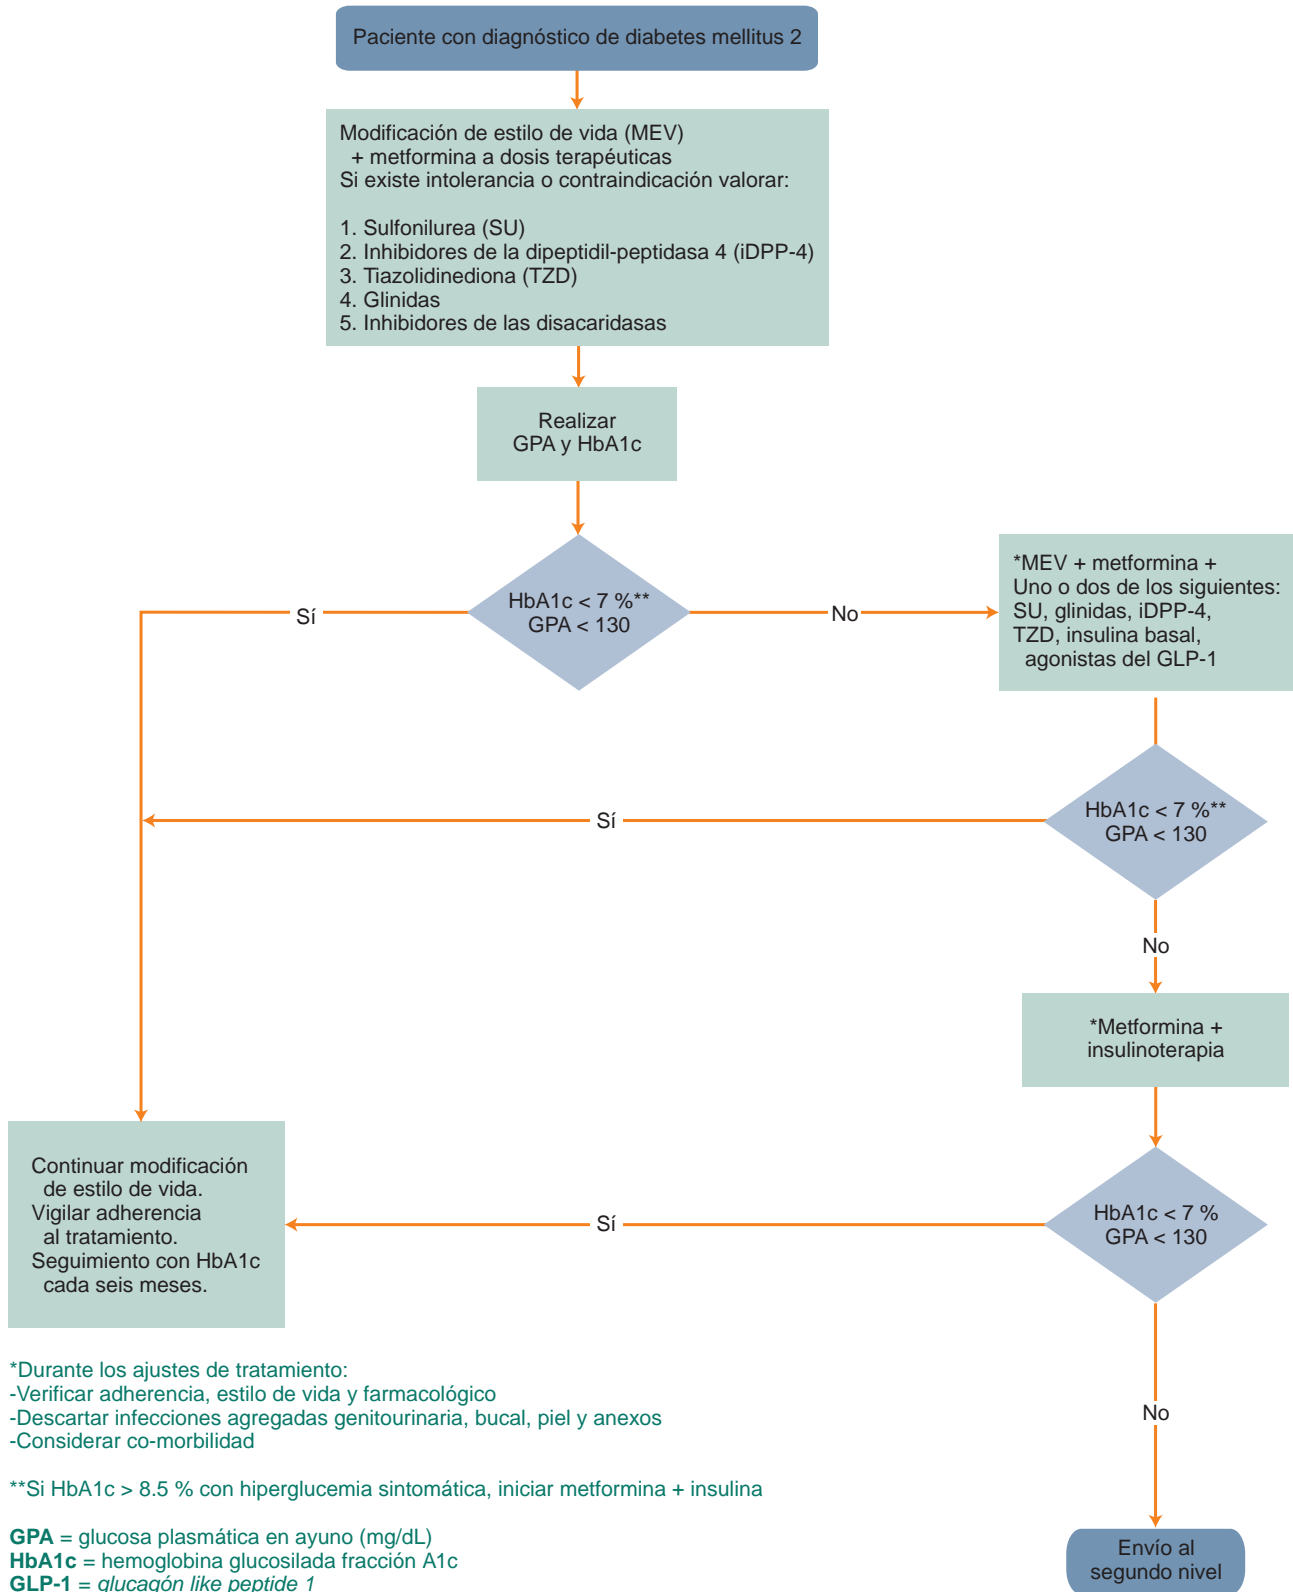 Paciente con diagnóstico de diabetes mellitus 2
Modificación de estilo de vida (MEV)
+ metformina a dosis terapéuticas
Si existe intolerancia o contraindicación valorar:
1. Sulfonilurea (SU)
2. Inhibidores de la dipeptidil-peptidasa 4 (iDPP-4)
3. Tiazolidinediona (TZD)
4. Glinidas
5. Inhibidores de las disacaridasas
Realizar
GPA y HbA1c
HbA1c < 7 %**
GPA < 130
Sí
No
*MEV + metformina +
Uno o dos de los siguientes:
SU, glinidas, iDPP-4,
TZD, insulina basal,
agonistas del GLP-1
HbA1c < 7 %**
GPA < 130
Sí
No
*Metformina +
insulinoterapia
HbA1c < 7 %
GPA < 130
Sí
Continuar modificación
de estilo de vida.
Vigilar adherencia
al tratamiento.
Seguimiento con HbA1c
cada seis meses.
No
Envío al
segundo nivel
*Durante los ajustes de tratamiento:
-Verificar adherencia, estilo de vida y farmacológico
-Descartar infecciones agregadas genitourinaria, bucal, piel y anexos
-Considerar co-morbilidad
**Si HbA1c > 8.5 % con hiperglucemia sintomática, iniciar metformina + insulina
GPA = glucosa plasmática en ayuno (mg/dL)
HbA1c = hemoglobina glucosilada fracción A1c
GLP-1 = glucagón like peptide 1